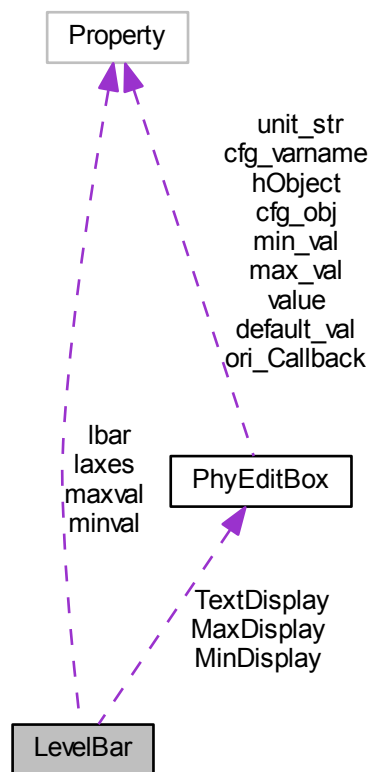 Property
unit_str
cfg_varname
hObject
cfg_obj
min_val
max_val
value
default_val
ori_Callback
lbar
laxes
maxval
minval
PhyEditBox
TextDisplay
MaxDisplay
MinDisplay
LevelBar